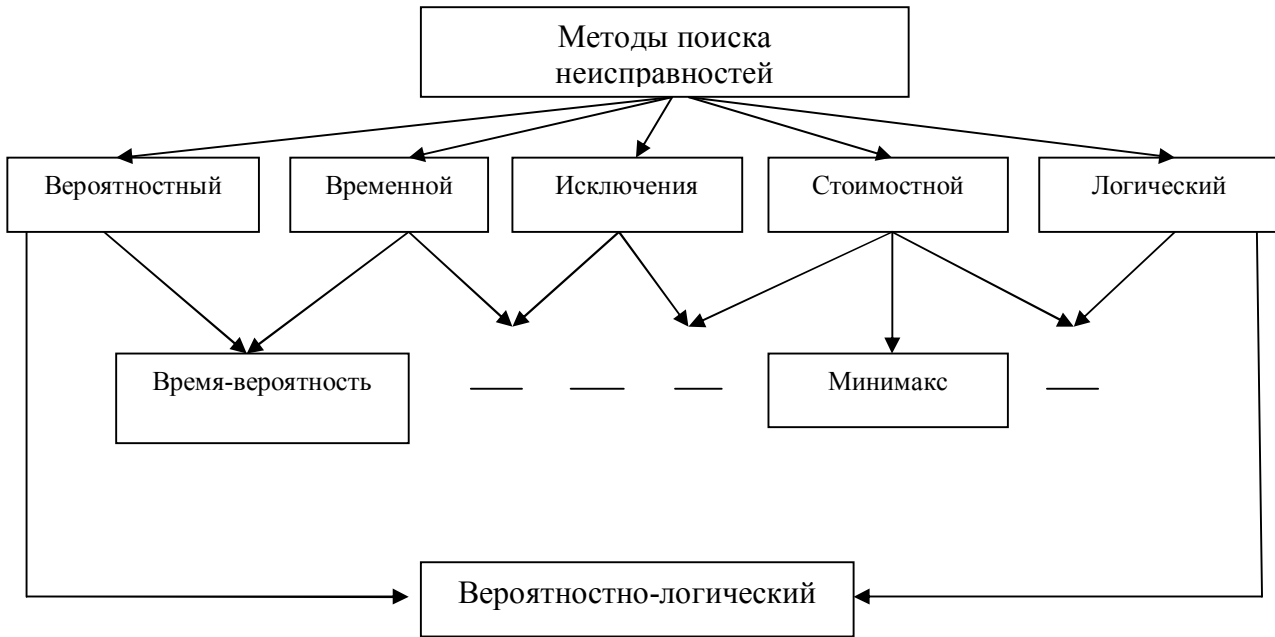 Методы поиска
неисправностей
Вероятностный
Временной
Исключения
Стоимостной
Логический
Время-вероятность
Минимакс
Вероятностно-логический